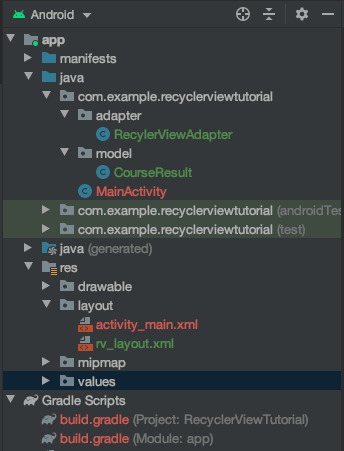 Android
app
manifests
java
com.example.recyclerviewtutorial
adapter
RecylerViewAdapter
model
CourseResult
MainActivity
com.example.recyclerviewtutorial (androidTes
com.example.recyclerviewtutorial (test)
java (generated)
res
drawable
layout
activity_main.xml
rv_layout.xml
mipmap
values
Gradle Scripts
build.gradle (Project: RecyclerViewTutorial)
build.gradle (Module: app)